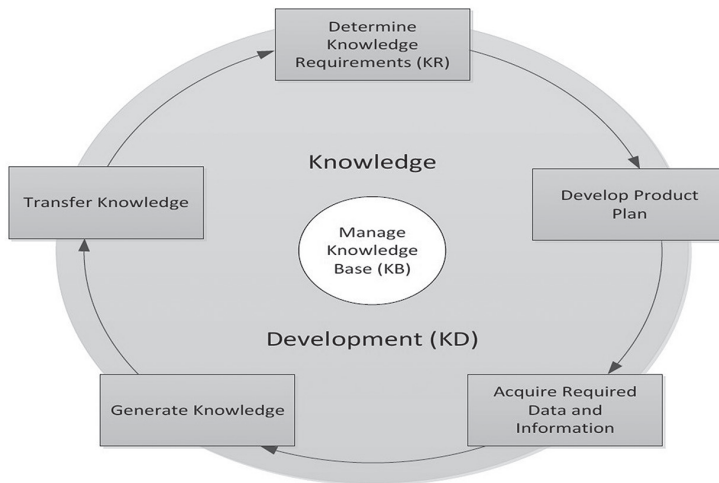 Determine
Knowledge
Requirements (KR)
Knowledge
Transfer Knowledge
Develop Product
Plan
Manage
Knowledge
Base (KB)
Development (KD)
Generate Knowledge
Acquire Required
Data and
Information